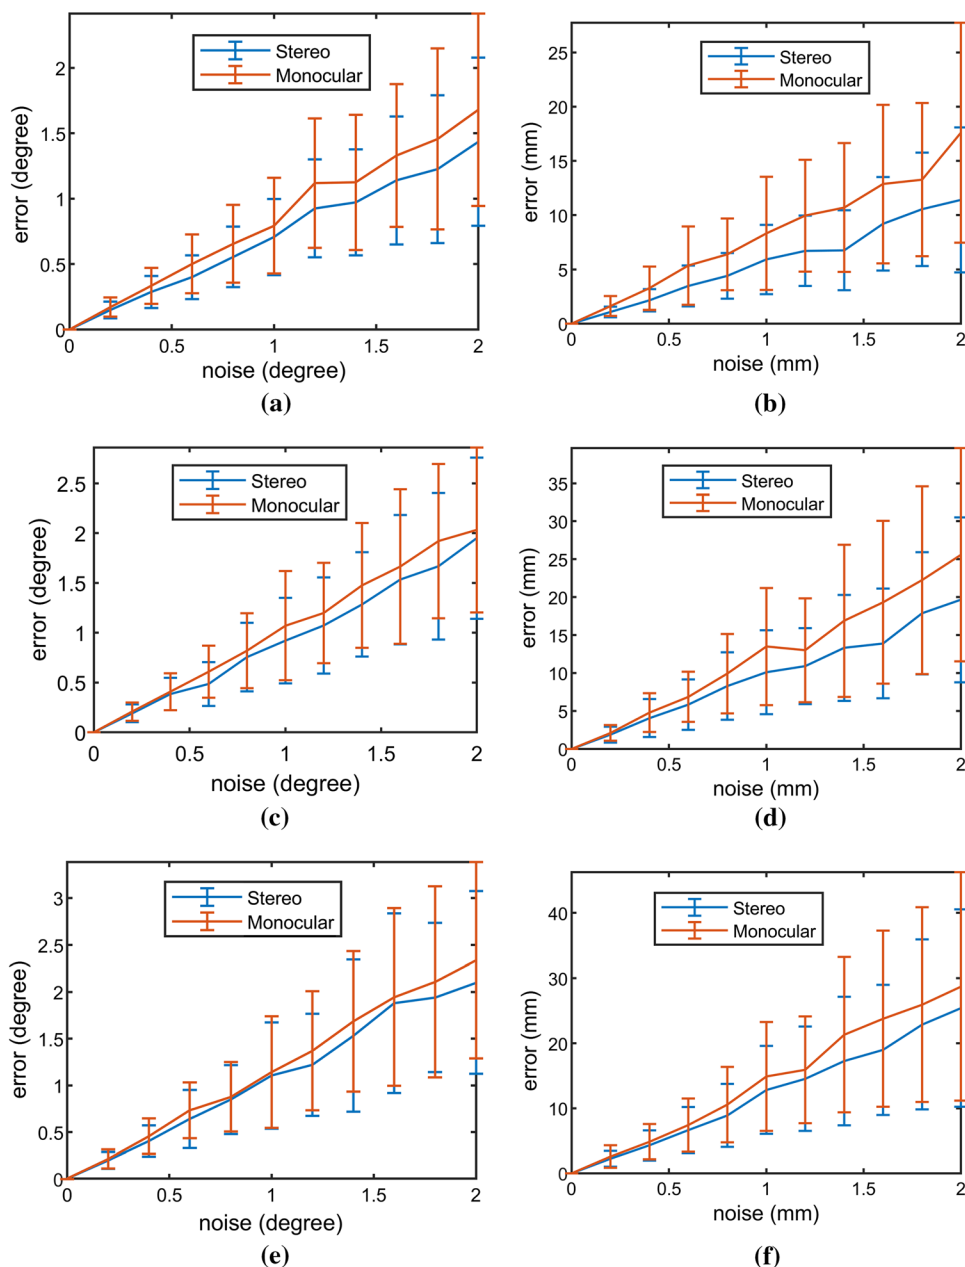 Stereo
Monocular
2
1.5
1
0.5
0
error (degree)
0 0.5 1 1.5 2
noise (degree)
(a)
Stereo
Monocular
25
20
15
10
5
0
error (mm)
0 0.5 1 1.5 2
noise (mm)
(b)
Stereo
Monocular
2.5
2
1.5
1
0.5
0
error (degree)
0 1 2
noise (degree)
(c)
Stereo
Monocular
35
30
25
20
15
10
5
0
error (mm)
0 0.5 1 1.5 2
noise (mm)
(d)
Stereo
Monocular
3
2.5
2
1.5
1
0.5
0
error (degree)
0 0.5 1 1.5 2
noise (degree)
(e)
Stereo
Monocular
40
30
20
10
0
error (mm)
0 0.5 1 1.5 2
noise (mm)
(f)